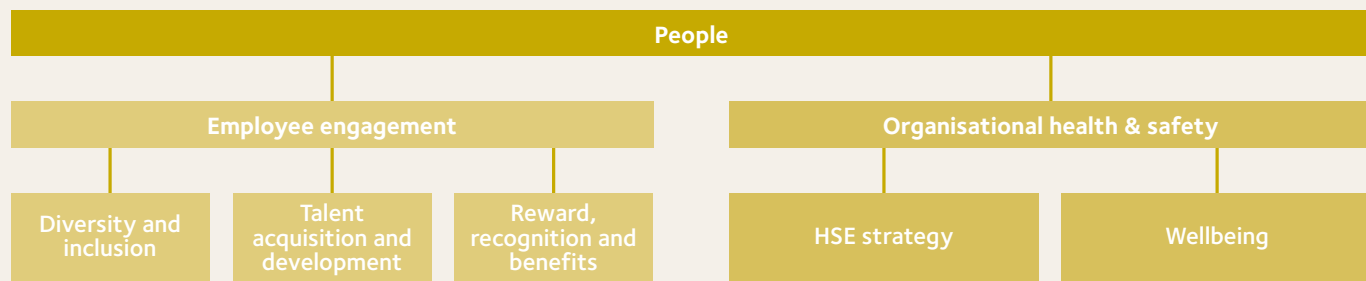 People
Employee engagement
Organisational health & safety
Diversity and
inclusion
Talent
acquisition and
development
Reward,
recognition and
benefits
HSE strategy
Wellbeing